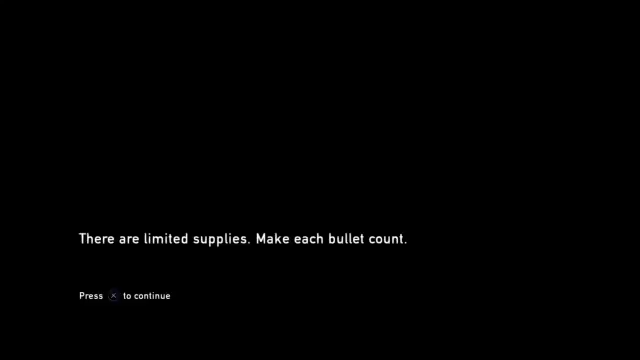 There are limited supplies. Make each bullet count.
Press ⓧ to continue